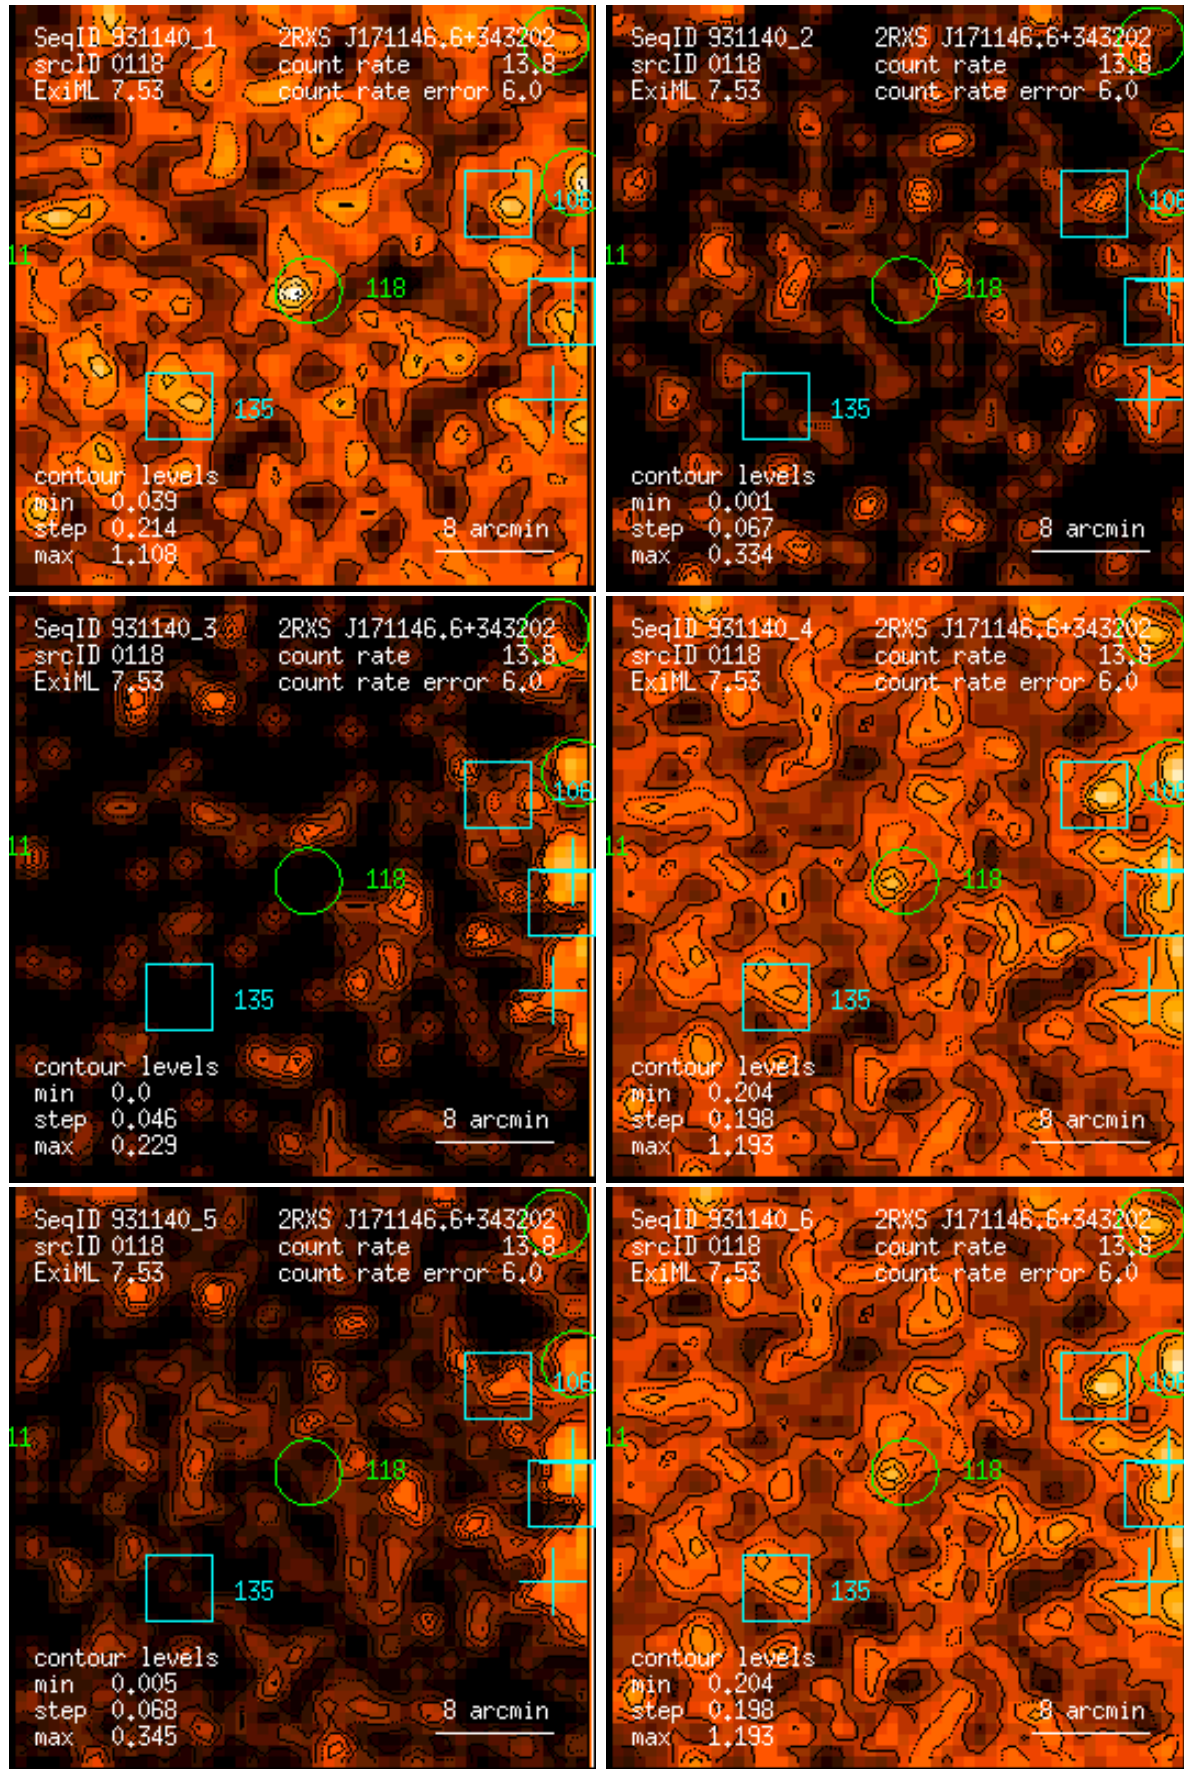 SeqID 931140_1 2RXS J171146.6+343202
srcID 0118 count rate 13.8
ExiML 7.53 count rate error 6.0
106
11
118
135
contour levels
min 0.039
step 0.214 8 arcmin
max 1.108
SeqID 931140_2 2RXS J171146.6+343202
srcID 0118 count rate 13.8
ExiML 7.53 count rate error 6.0
106
11
118
135
contour levels
min 0.001
step 0.067 8 arcmin
max 0.334
SeqID 931140_3 2RXS J171146.6+343202
srcID 0118 count rate 13.8
ExiML 7.53 count rate error 6.0
106
11
118
135
contour levels
min 0.0
step 0.046 8 arcmin
max 0.229
SeqID 931140_4 2RXS J171146.6+343202
srcID 0118 count rate 13.8
ExiML 7.53 count rate error 6.0
106
11
118
135
contour levels
min 0.204
step 0.198 8 arcmin
max 1.193
SeqID 931140_5 2RXS J171146.6+343202
srcID 0118 count rate 13.8
ExiML 7.53 count rate error 6.0
106
11
118
135
contour levels
min 0.005
step 0.068 8 arcmin
max 0.345
SeqID 931140_6 2RXS J171146.6+343202
srcID 0118 count rate 13.8
ExiML 7.53 count rate error 6.0
106
11
118
135
contour levels
min 0.204
step 0.198 8 arcmin
max 1.193